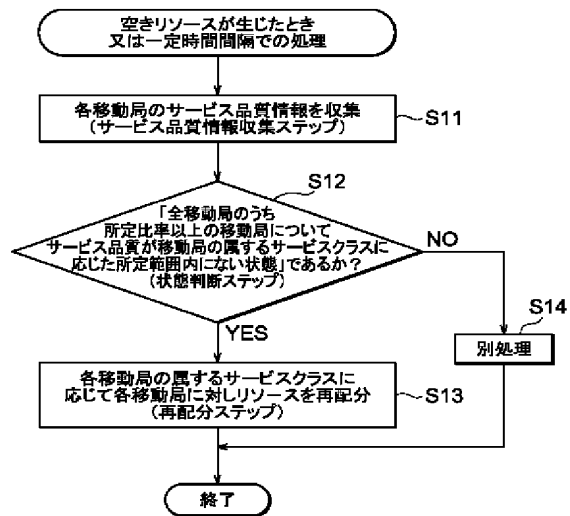 空きリソースが生じたとき
又は一定時間間隔での処理
各移動局のサービス品質情報を収集
(サービス品質情報収集ステップ)
S11
S12
「全移動局のうち
所定比率以上の移動局について
サービス品質が移動局の属するサービスクラスに
応じた所定範囲内にない状態」であるか?
(状態判断ステップ)
NO
YES
S14
別処理
各移動局の属するサービスクラスに
応じて各移動局に対しリソースを再配分
(再配分ステップ)
S13
終了